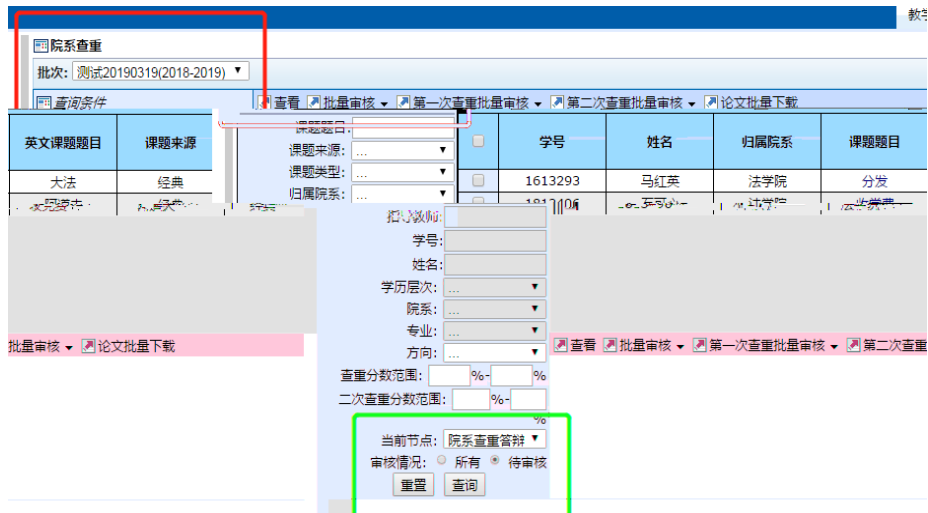 教学
院系查重
批次: 测试20190319(2018-2019)
查询条件 查看 批量审核 第一次查重批量审核 第二次查重批量审核 论文批量下载
英文课题题目 课题来源 学号 姓名 归属院系 课题题目
课题题目:
课题来源: ...
课题类型: ...
大法 经典 1613293 马红英 法学院 分发
归属院系: ...
指导教师:
学号:
姓名:
学历层次: ...
院系: ...
专业: ...
批量审核 论文批量下载 查看 批量审核 第一次查重批量审核 第二次查重
方向: ...
查重分数范围: %- %
二次查重分数范围: %-
%
当前节点: 院系查重答辩
审核情况: 所有 待审核
重置 查询